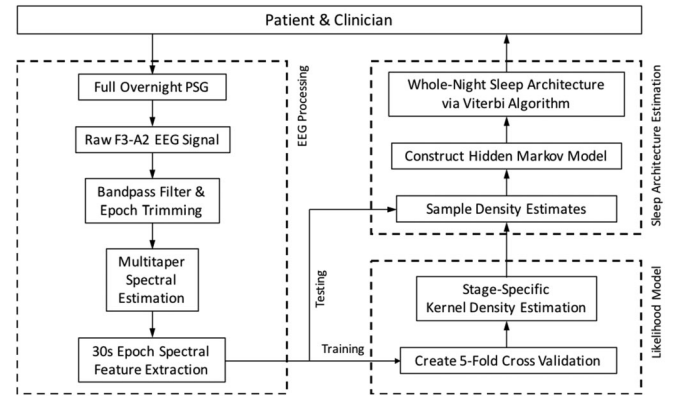 Patient & Clinician
Full Overnight PSG
Raw F3-A2 EEG Signal
Bandpass Filter &
Epoch Trimming
Multitaper
Spectral
Estimation
30s Epoch Spectral
Feature Extraction
EEG Processing
Testing
Training
Whole-Night Sleep Architecture
via Viterbi Algorithm
Construct Hidden Markov Model
Sample Density Estimates
Sleep Architecture Estimation
Stage-Specific
Kernel Density Estimation
Create 5-Fold Cross Validation
Likelihood Model